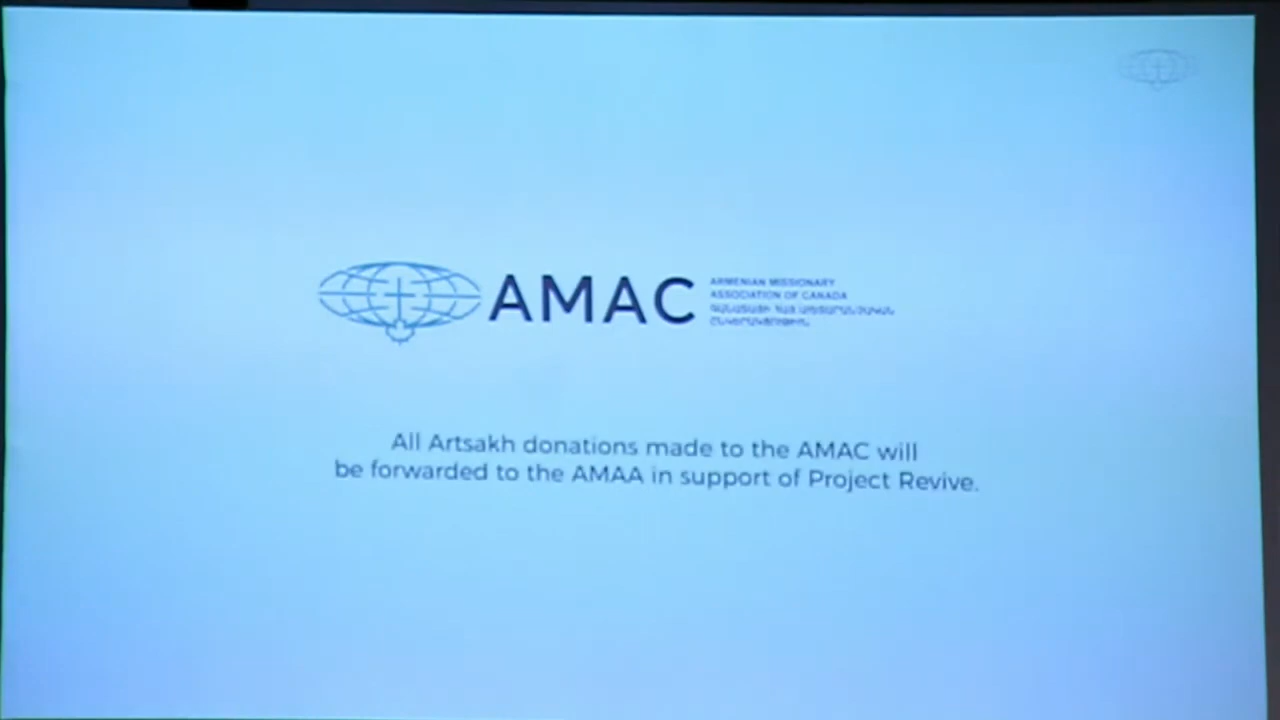 AMAC
ARMENIAN MISSIONARY
ASSOCIATION OF CANADA
All Artsakh donations made to the AMAC will
be forwarded to the AMAA in support of Project Revive.